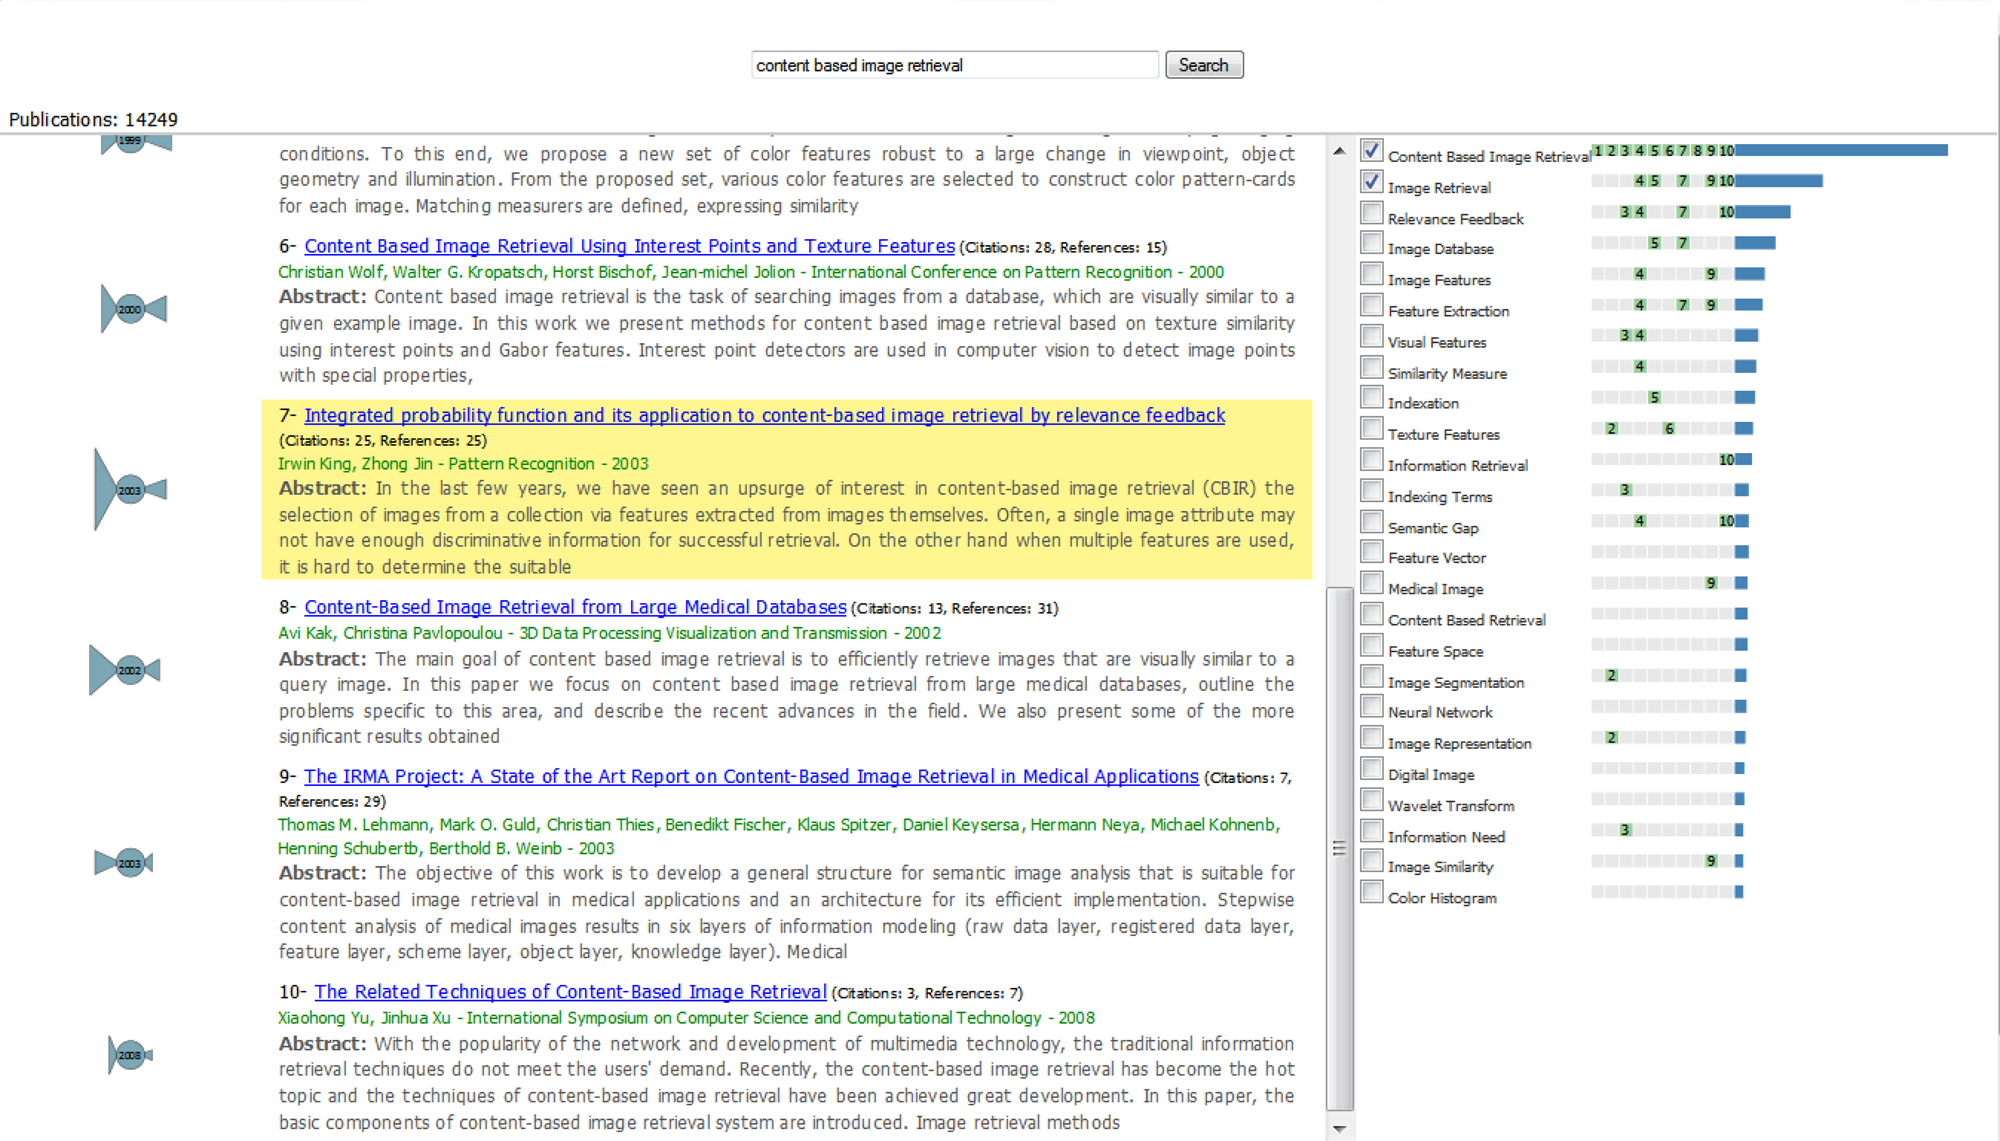 content based image retrieval Search
Publications: 14249
1999
conditions. To this end, we propose a new set of color features robust to a large change in viewpoint, object
geometry and illumination. From the proposed set, various color features are selected to construct color pattern-cards
for each image. Matching measurers are defined, expressing similarity
6- Content Based Image Retrieval Using Interest Points and Texture Features (Citations: 28, References: 15)
Christian Wolf, Walter G. Kropatsch, Horst Bischof, Jean-michel Jolion - International Conference on Pattern Recognition - 2000
2000
Abstract: Content based image retrieval is the task of searching images from a database, which are visually similar to a
given example image. In this work we present methods for content based image retrieval based on texture similarity
using interest points and Gabor features. Interest point detectors are used in computer vision to detect image points
with special properties,
7- Integrated probability function and its application to content-based image retrieval by relevance feedback
(Citations: 25, References: 25)
Irwin King, Zhong Jin - Pattern Recognition - 2003
2003
Abstract: In the last few years, we have seen an upsurge of interest in content-based image retrieval (CBIR) the
selection of images from a collection via features extracted from images themselves. Often, a single image attribute may
not have enough discriminative information for successful retrieval. On the other hand when multiple features are used,
it is hard to determine the suitable
8- Content-Based Image Retrieval from Large Medical Databases (Citations: 13, References: 31)
Avi Kak, Christina Pavlopoulou - 3D Data Processing Visualization and Transmission - 2002
2002
Abstract: The main goal of content based image retrieval is to efficiently retrieve images that are visually similar to a
query image. In this paper we focus on content based image retrieval from large medical databases, outline the
problems specific to this area, and describe the recent advances in the field. We also present some of the more
significant results obtained
9- The IRMA Project: A State of the Art Report on Content-Based Image Retrieval in Medical Applications (Citations: 7,
References: 29)
Thomas M. Lehmann, Mark O. Guld, Christian Thies, Benedikt Fischer, Klaus Spitzer, Daniel Keysersa, Hermann Neya, Michael Kohnenb,
Henning Schubertb, Berthold B. Weinb - 2003
2003
Abstract: The objective of this work is to develop a general structure for semantic image analysis that is suitable for
content-based image retrieval in medical applications and an architecture for its efficient implementation. Stepwise
content analysis of medical images results in six layers of information modeling (raw data layer, registered data layer,
feature layer, scheme layer, object layer, knowledge layer). Medical
10- The Related Techniques of Content-Based Image Retrieval (Citations: 3, References: 7)
Xiaohong Yu, Jinhua Xu - International Symposium on Computer Science and Computational Technology - 2008
2008
Abstract: With the popularity of the network and development of multimedia technology, the traditional information
retrieval techniques do not meet the users' demand. Recently, the content-based image retrieval has become the hot
topic and the techniques of content-based image retrieval have been achieved great development. In this paper, the
basic components of content-based image retrieval system are introduced. Image retrieval methods
Content Based Image Retrieval 1 2 3 4 5 6 7 8 9 10
Image Retrieval 4 5 7 9 10
Relevance Feedback 3 4 7 10
Image Database 5 7
Image Features 4 9
Feature Extraction 4 7 9
Visual Features 3 4
Similarity Measure 4
Indexation 5
Texture Features 2 6
Information Retrieval 10
Indexing Terms 3
Semantic Gap 4 10
Feature Vector
Medical Image 9
Content Based Retrieval
Feature Space
Image Segmentation 2
Neural Network
Image Representation 2
Digital Image
Wavelet Transform
Information Need 3
Image Similarity 9
Color Histogram